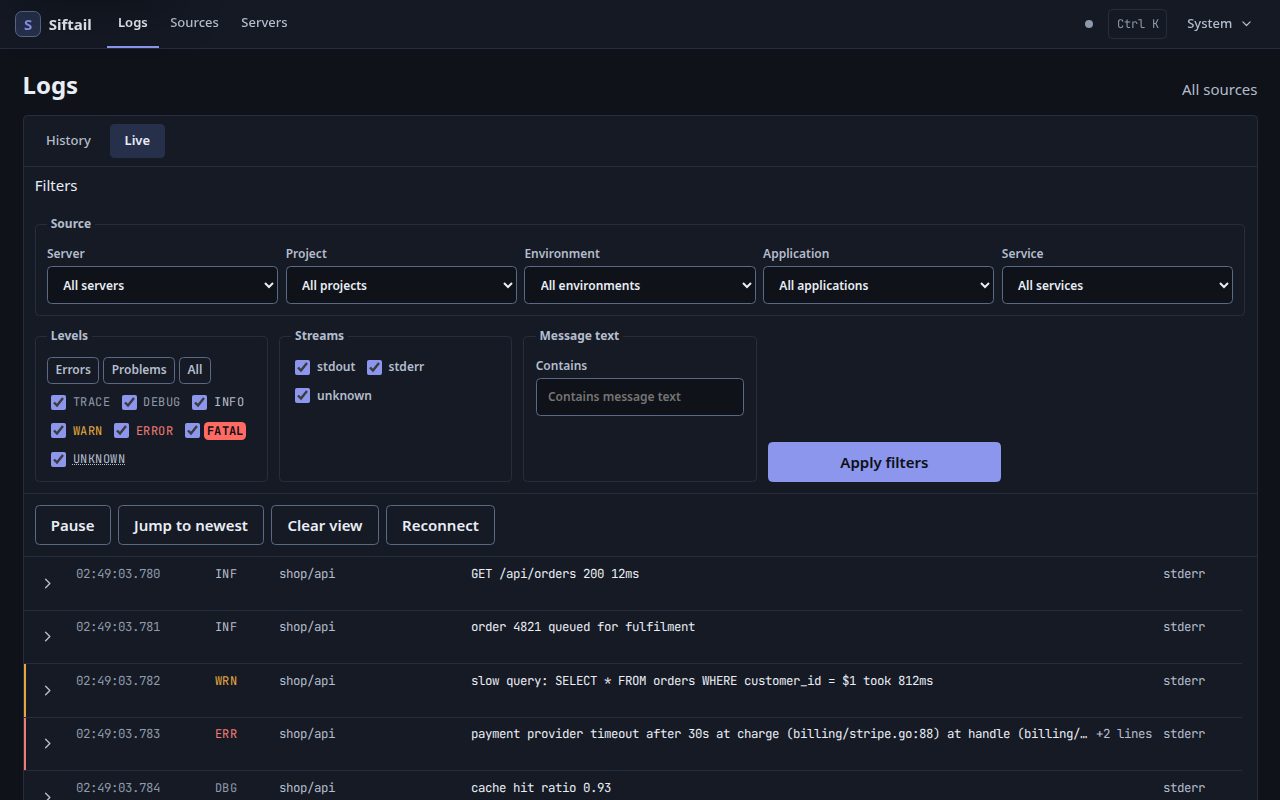 S Siftail Logs Sources Servers Ctrl K System
Logs
All sources
History Live
Filters
Source
Server Project Environment Application Service
All servers All projects All environments All applications All services
Levels Streams Message text
Errors Problems All
stdout stderr
Contains
TRACE DEBUG INFO
unknown
Contains message text
WARN ERROR FATAL
UNKNOWN
Apply filters
Pause Jump to newest Clear view Reconnect
02:49:03.780 INF shop/api GET /api/orders 200 12ms stderr
02:49:03.781 INF shop/api order 4821 queued for fulfilment stderr
02:49:03.782 WRN shop/api slow query: SELECT * FROM orders WHERE customer_id = $1 took 812ms stderr
02:49:03.783 ERR shop/api payment provider timeout after 30s at charge (billing/stripe.go:88) at handle (billing/… +2 lines stderr
02:49:03.784 DBG shop/api cache hit ratio 0.93 stderr